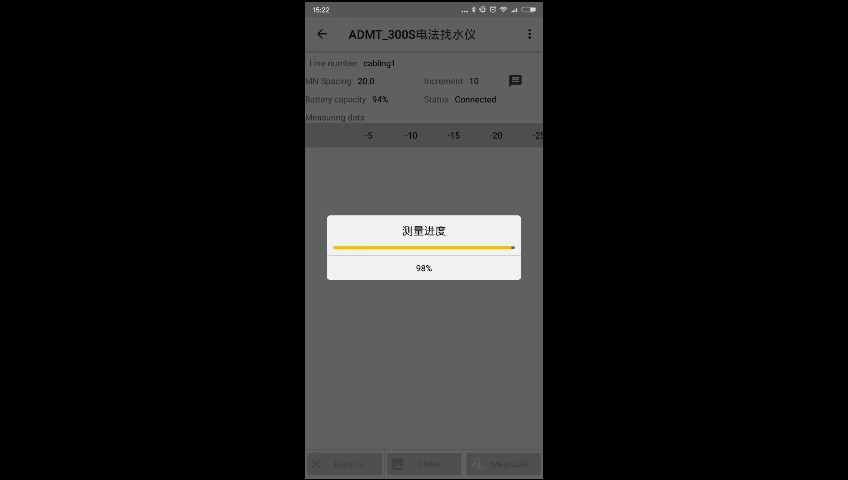 15:22
ADMT_300S电法找水仪
Line number cabling1
MN Spacing 20.0 Increment 10
Battery capacity 94% Status Connected
Measuring data
-5 -10 -15 -20 -25
测量进度
98%
DELETE DRAW MEASURE